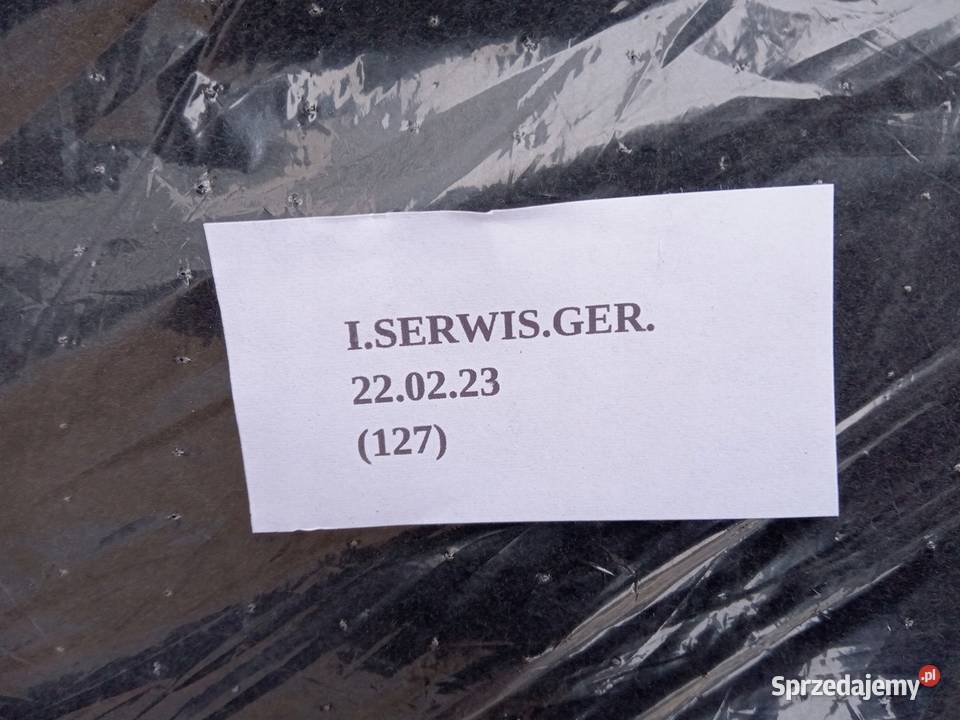 I.SERWIS.GER.
22.02.23
(127)
Sprzedajemy.pl